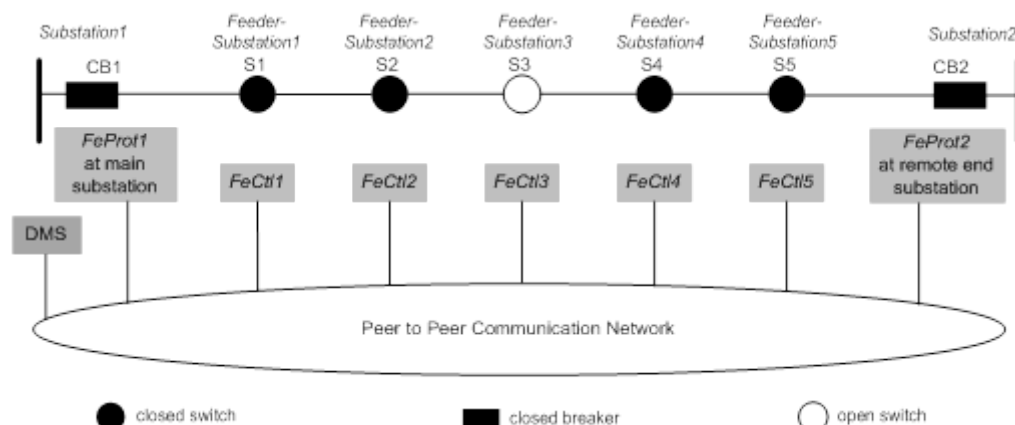 Substation1
Feeder-
Substation1
Feeder-
Substation2
Feeder-
Substation3
Feeder-
Substation4
Feeder-
Substation5
Substation2
CB1
S1
S2
S3
S4
S5
CB2
FeProt1
at main
substation
FeCtl1
FeCtl2
FeCtl3
FeCtl4
FeCtl5
FeProt2
at remote end
substation
DMS
Peer to Peer Communication Network
closed switch
closed breaker
open switch